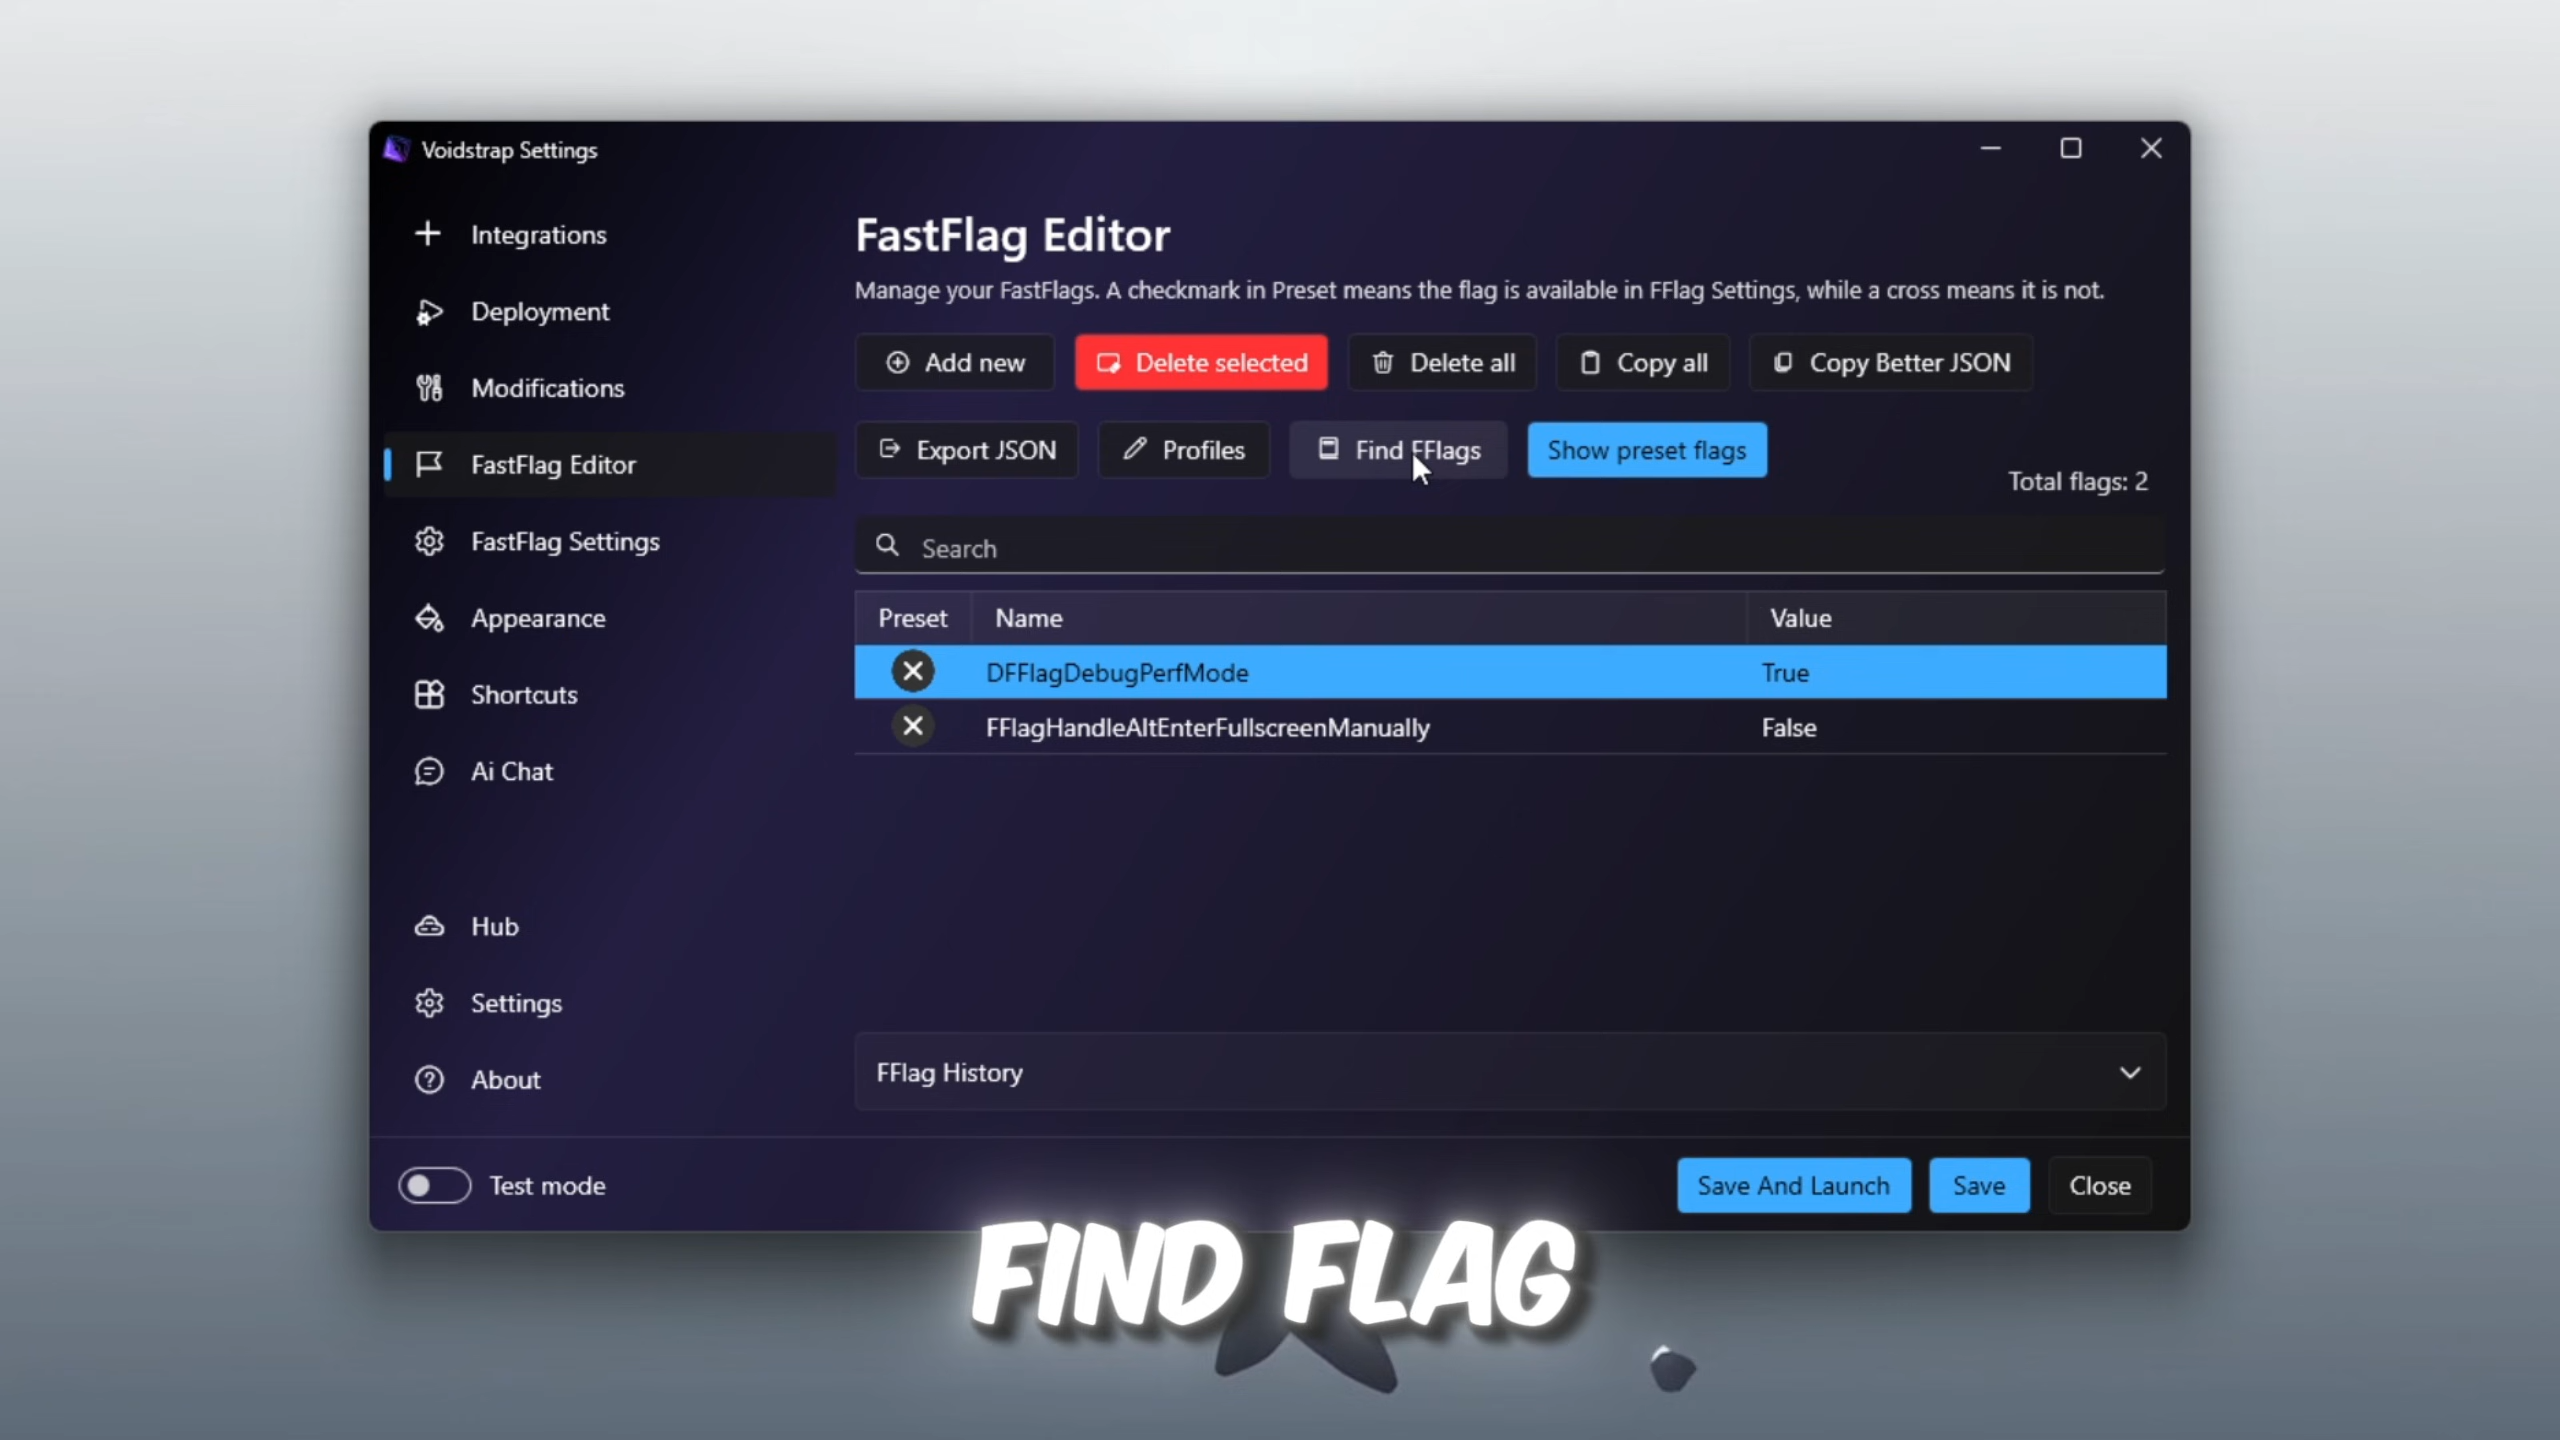 Voidstrap Settings
Integrations
Deployment
Modifications
FastFlag Editor
FastFlag Settings
Appearance
Shortcuts
Ai Chat
Hub
Settings
About
Test mode
FastFlag Editor
Manage your FastFlags. A checkmark in Preset means the flag is available in FFlag Settings, while a cross means it is not.
Add new Delete selected Delete all Copy all Copy Better JSON
Export JSON Profiles Find FFlags Show preset flags
Total flags: 2
Search
Preset Name Value
DFFlagDebugPerfMode True
FFlagHandleAltEnterFullscreenManually False
FFlag History
Save And Launch Save Close
FIND FLAG